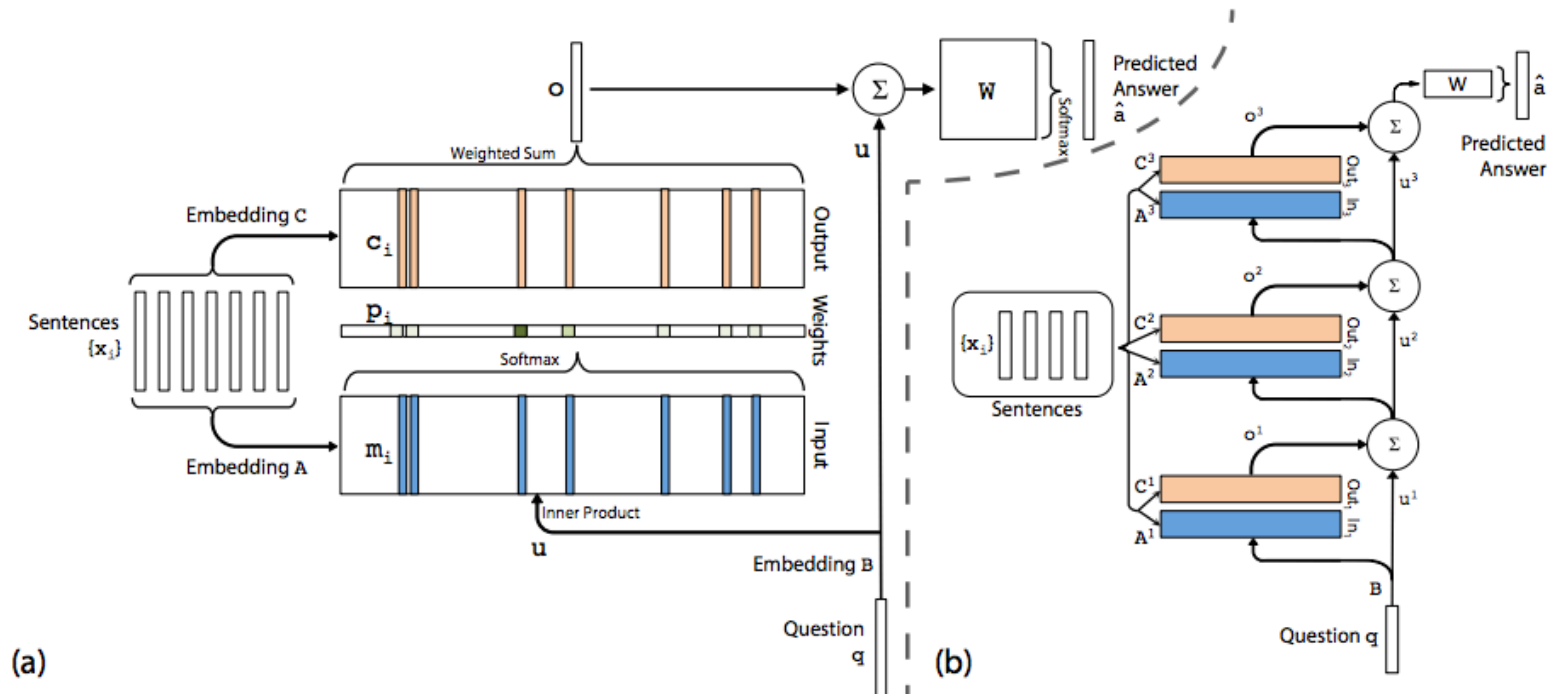 o
Weighted Sum
Embedding C
Sentences
{x_i}
Embedding A
c_i
Output
p_i
Weights
Softmax
m_i
Input
Inner Product
u
Embedding B
Question
q
u
Σ
W
Softmax
Predicted
Answer
â
(a)
W
â
Predicted
Answer
Σ
o³
C³
Out₃
A³
In₃
u³
Σ
o²
C²
Out₂
A²
In₂
u²
{x_i}
Sentences
Σ
o¹
C¹
Out₁
A¹
In₁
u¹
B
Question q
(b)